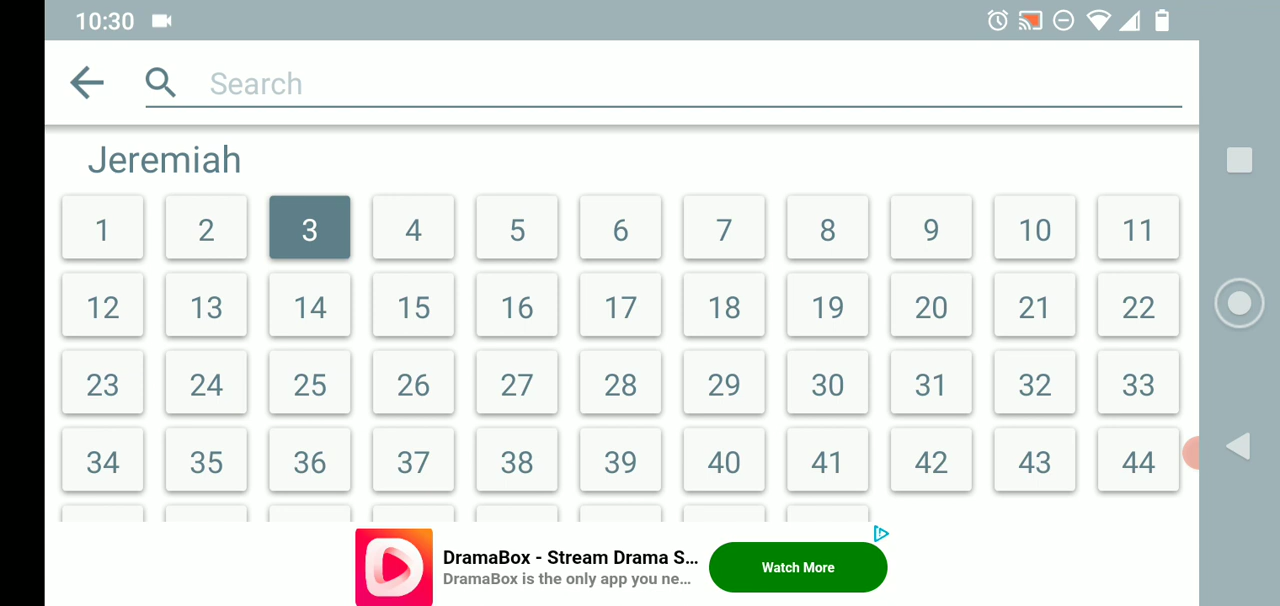 10:30
Search
Jeremiah
1 2 3 4 5 6 7 8 9 10 11
12 13 14 15 16 17 18 19 20 21 22
23 24 25 26 27 28 29 30 31 32 33
34 35 36 37 38 39 40 41 42 43 44
DramaBox - Stream Drama S...
DramaBox is the only app you ne...
Watch More